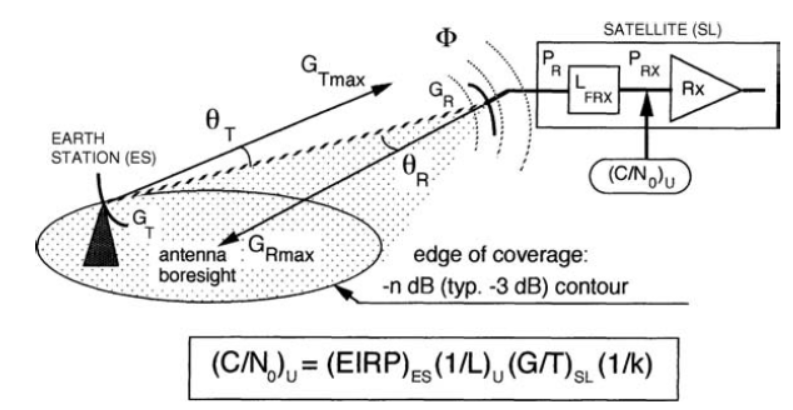 SATELLITE (SL)
Φ
G_Tmax
P_R
P_RX
G_R
L_FRX
Rx
θ_T
EARTH
STATION (ES)
θ_R
(C/N_0)_U
G_T
G_Rmax
antenna
boresight
edge of coverage:
-n dB (typ. -3 dB) contour
(C/N_0)_U = (EIRP)_ES (1/L)_U (G/T)_SL (1/k)